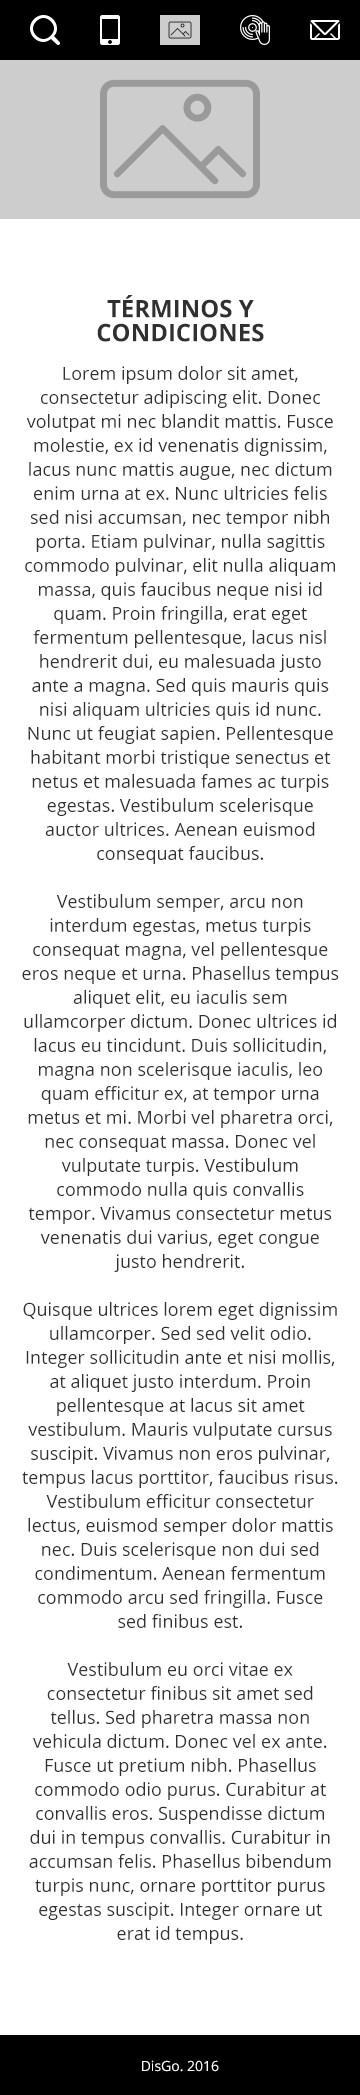 TÉRMINOS Y
CONDICIONES
Lorem ipsum dolor sit amet,
consectetur adipiscing elit. Donec
volutpat mi nec blandit mattis. Fusce
molestie, ex id venenatis dignissim,
lacus nunc mattis augue, nec dictum
enim urna at ex. Nunc ultricies felis
sed nisi accumsan, nec tempor nibh
porta. Etiam pulvinar, nulla sagittis
commodo pulvinar, elit nulla aliquam
massa, quis faucibus neque nisi id
quam. Proin fringilla, erat eget
fermentum pellentesque, lacus nisl
hendrerit dui, eu malesuada justo
ante a magna. Sed quis mauris quis
nisi aliquam ultricies quis id nunc.
Nunc ut feugiat sapien. Pellentesque
habitant morbi tristique senectus et
netus et malesuada fames ac turpis
egestas. Vestibulum scelerisque
auctor ultrices. Aenean euismod
consequat faucibus.
Vestibulum semper, arcu non
interdum egestas, metus turpis
consequat magna, vel pellentesque
eros neque et urna. Phasellus tempus
aliquet elit, eu iaculis sem
ullamcorper dictum. Donec ultrices id
lacus eu tincidunt. Duis sollicitudin,
magna non scelerisque iaculis, leo
quam efficitur ex, at tempor urna
metus et mi. Morbi vel pharetra orci,
nec consequat massa. Donec vel
vulputate turpis. Vestibulum
commodo nulla quis convallis
tempor. Vivamus consectetur metus
venenatis dui varius, eget congue
justo hendrerit.
Quisque ultrices lorem eget dignissim
ullamcorper. Sed sed velit odio.
Integer sollicitudin ante et nisi mollis,
at aliquet justo interdum. Proin
pellentesque at lacus sit amet
vestibulum. Mauris vulputate cursus
suscipit. Vivamus non eros pulvinar,
tempus lacus porttitor, faucibus risus.
Vestibulum efficitur consectetur
lectus, euismod semper dolor mattis
nec. Duis scelerisque non dui sed
condimentum. Aenean fermentum
commodo arcu sed fringilla. Fusce
sed finibus est.
Vestibulum eu orci vitae ex
consectetur finibus sit amet sed
tellus. Sed pharetra massa non
vehicula dictum. Donec vel ex ante.
Fusce ut pretium nibh. Phasellus
commodo odio purus. Curabitur at
convallis eros. Suspendisse dictum
dui in tempus convallis. Curabitur in
accumsan felis. Phasellus bibendum
turpis nunc, ornare porttitor purus
egestas suscipit. Integer ornare ut
erat id tempus.
DisGo. 2016